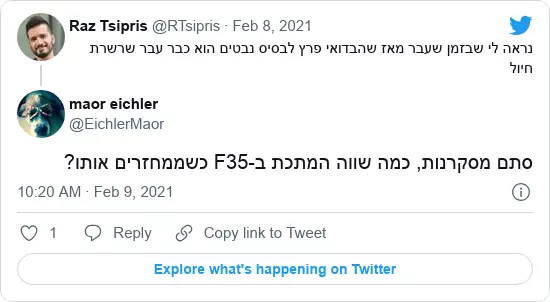 Raz Tsipris @RTsipris · Feb 8, 2021
נראה לי שבזמן שעבר מאז שהבדואי פרץ לבסיס נבטים הוא כבר עבר שרשרת
חיול
maor eichler
@EichlerMaor
סתם מסקרנות, כמה שווה המתכת ב-F35 כשממחזרים אותו?
10:20 AM · Feb 9, 2021
1 Reply Copy link to Tweet
Explore what's happening on Twitter